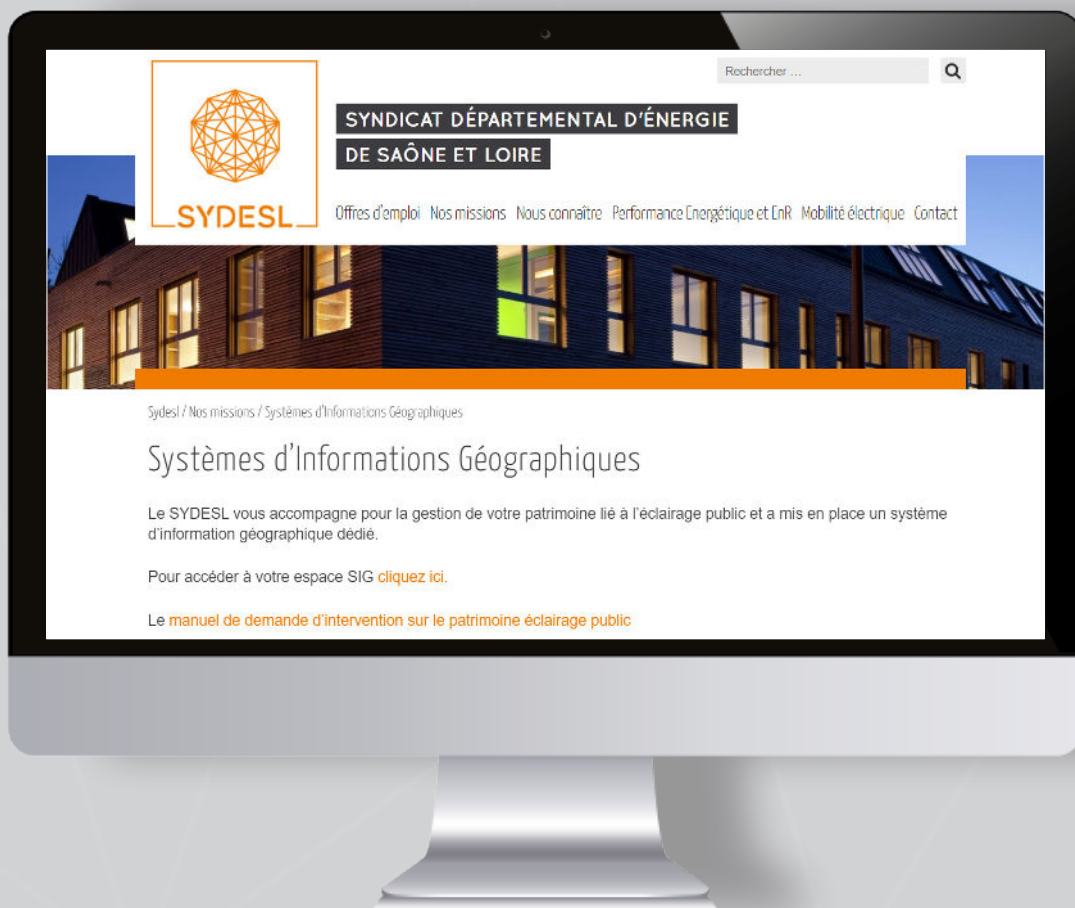 Rechercher ...
SYNDICAT DÉPARTEMENTAL D'ÉNERGIE
DE SAÔNE ET LOIRE
SYDESL
Offres d'emploi Nos missions Nous connaître Performance Energétique et EnR Mobilité électrique Contact
Sydesl / Nos missions / Systèmes d'Informations Géographiques
Systèmes d'Informations Géographiques
Le SYDESL vous accompagne pour la gestion de votre patrimoine lié à l'éclairage public et a mis en place un système
d'information géographique dédié.
Pour accéder à votre espace SIG cliquez ici.
Le manuel de demande d'intervention sur le patrimoine éclairage public